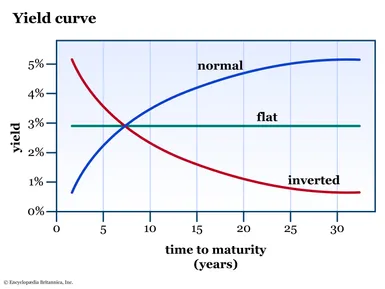 Yield curve
5%
4%
3%
2%
1%
0%
yield
normal
flat
inverted
0 5 10 15 20 25 30
time to maturity
(years)
© Encyclopædia Britannica, Inc.